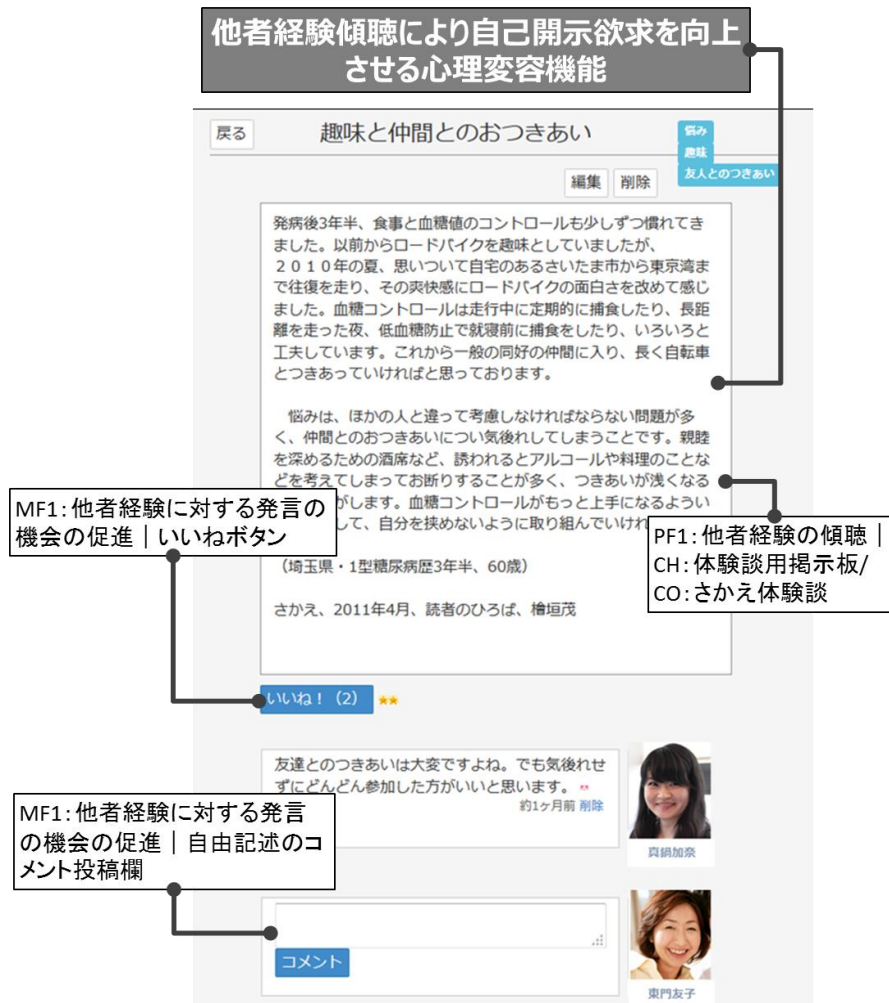 他者経験傾聴により自己開示欲求を向上
させる心理変容機能
戻る
趣味と仲間とのおつきあい
悩み
趣味
友人とのつきあい
編集
削除
発病後3年半、食事と血糖値のコントロールも少しずつ慣れてき
ました。以前からロードバイクを趣味としていましたが、
２０１０年の夏、思いついて自宅のあるさいたま市から東京湾ま
で往復を走り、その爽快感にロードバイクの面白さを改めて感じ
ました。血糖コントロールは走行中に定期的に捕食したり、長距
離を走った夜、低血糖防止で就寝前に捕食をしたり、いろいろと
工夫しています。これから一般の同好の仲間に入り、長く自転車
とつきあっていければと思っております。
悩みは、ほかの人と違って考慮しなければならない問題が多
く、仲間とのおつきあいについ気後れしてしまうことです。親睦
を深めるための酒席など、誘われるとアルコールや料理のことな
どを考えてしまってお断りすることが多く、つきあいが浅くなる
がします。血糖コントロールがもっと上手になるようい
して、自分を挟めないように取り組んでいけれ
（埼玉県・1型糖尿病歴3年半、60歳）
さかえ、2011年4月、読者のひろば、檜垣茂
MF1：他者経験に対する発言の
機会の促進｜いいねボタン
PF1：他者経験の傾聴｜
CH：体験談用掲示板/
CO：さかえ体験談
いいね！（2）
友達とのつきあいは大変ですよね。でも気後れせ
ずにどんどん参加した方がいいと思います。
約1ヶ月前 削除
真鍋加奈
MF1：他者経験に対する発言
の機会の促進｜自由記述のコ
メント投稿欄
コメント
東門友子